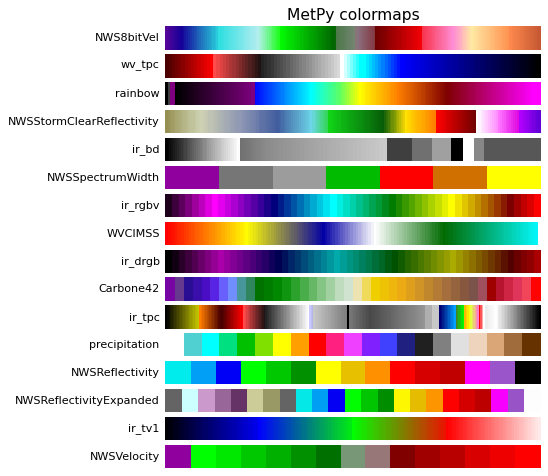 MetPy colormaps
NWS8bitVel
wv_tpc
rainbow
NWSStormClearReflectivity
ir_bd
NWSSpectrumWidth
ir_rgbv
WVCIMSS
ir_drgb
Carbone42
ir_tpc
precipitation
NWSReflectivity
NWSReflectivityExpanded
ir_tv1
NWSVelocity